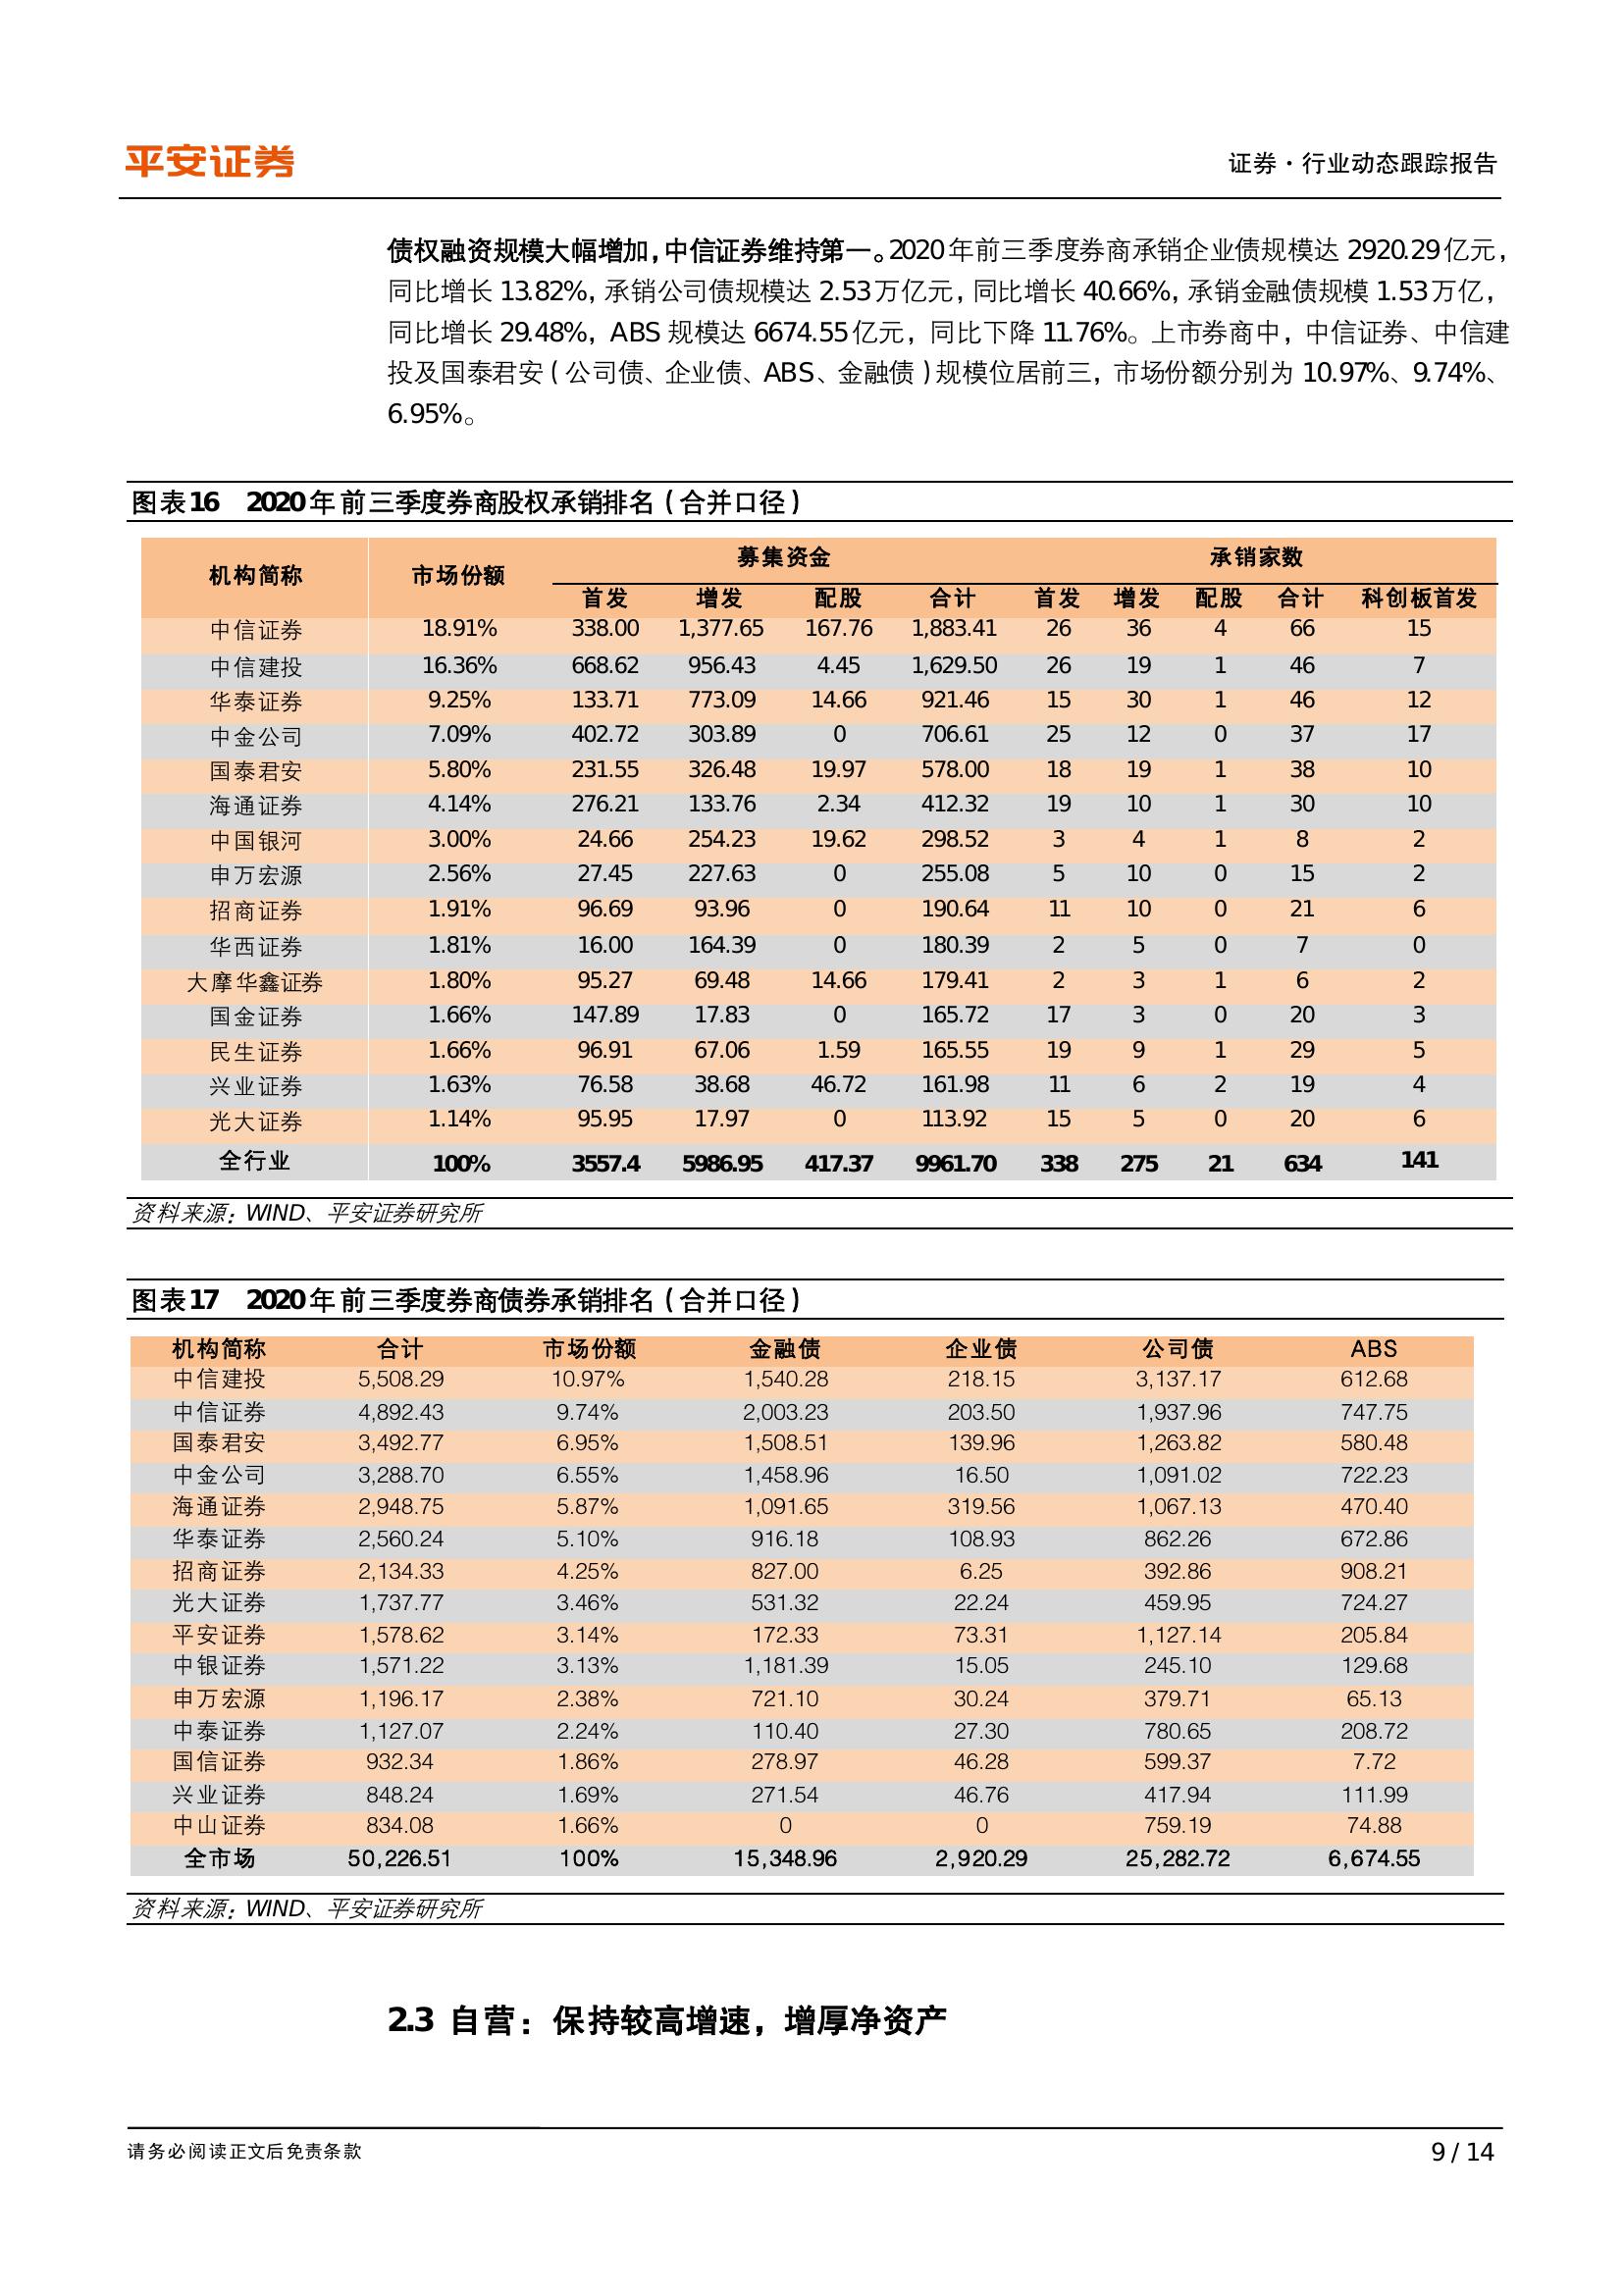 平安证券
证券·行业动态跟踪报告
债权融资规模大幅增加，中信证券维持第一。2020年前三季度券商承销企业债规模达 2920.29亿元，
同比增长 13.82%，承销公司债规模达 2.53万亿元，同比增长 40.66%，承销金融债规模 1.53万亿，
同比增长 29.48%，ABS 规模达 6674.55亿元，同比下降 11.76%。上市券商中，中信证券、中信建
投及国泰君安（公司债、企业债、ABS、金融债）规模位居前三，市场份额分别为 10.97%、9.74%、
6.95%。
图表16 2020年前三季度券商股权承销排名（合并口径）
机构简称 市场份额 募集资金 承销家数
首发 增发 配股 合计 首发 增发 配股 合计 科创板首发
中信证券 18.91% 338.00 1,377.65 167.76 1,883.41 26 36 4 66 15
中信建投 16.36% 668.62 956.43 4.45 1,629.50 26 19 1 46 7
华泰证券 9.25% 133.71 773.09 14.66 921.46 15 30 1 46 12
中金公司 7.09% 402.72 303.89 0 706.61 25 12 0 37 17
国泰君安 5.80% 231.55 326.48 19.97 578.00 18 19 1 38 10
海通证券 4.14% 276.21 133.76 2.34 412.32 19 10 1 30 10
中国银河 3.00% 24.66 254.23 19.62 298.52 3 4 1 8 2
申万宏源 2.56% 27.45 227.63 0 255.08 5 10 0 15 2
招商证券 1.91% 96.69 93.96 0 190.64 11 10 0 21 6
华西证券 1.81% 16.00 164.39 0 180.39 2 5 0 7 0
大摩华鑫证券 1.80% 95.27 69.48 14.66 179.41 2 3 1 6 2
国金证券 1.66% 147.89 17.83 0 165.72 17 3 0 20 3
民生证券 1.66% 96.91 67.06 1.59 165.55 19 9 1 29 5
兴业证券 1.63% 76.58 38.68 46.72 161.98 11 6 2 19 4
光大证券 1.14% 95.95 17.97 0 113.92 15 5 0 20 6
全行业 100% 3557.4 5986.95 417.37 9961.70 338 275 21 634 141
资料来源：WIND、平安证券研究所
图表17 2020年前三季度券商债券承销排名（合并口径）
机构简称 合计 市场份额 金融债 企业债 公司债 ABS
中信建投 5,508.29 10.97% 1,540.28 218.15 3,137.17 612.68
中信证券 4,892.43 9.74% 2,003.23 203.50 1,937.96 747.75
国泰君安 3,492.77 6.95% 1,508.51 139.96 1,263.82 580.48
中金公司 3,288.70 6.55% 1,458.96 16.50 1,091.02 722.23
海通证券 2,948.75 5.87% 1,091.65 319.56 1,067.13 470.40
华泰证券 2,560.24 5.10% 916.18 108.93 862.26 672.86
招商证券 2,134.33 4.25% 827.00 6.25 392.86 908.21
光大证券 1,737.77 3.46% 531.32 22.24 459.95 724.27
平安证券 1,578.62 3.14% 172.33 73.31 1,127.14 205.84
中银证券 1,571.22 3.13% 1,181.39 15.05 245.10 129.68
申万宏源 1,196.17 2.38% 721.10 30.24 379.71 65.13
中泰证券 1,127.07 2.24% 110.40 27.30 780.65 208.72
国信证券 932.34 1.86% 278.97 46.28 599.37 7.72
兴业证券 848.24 1.69% 271.54 46.76 417.94 111.99
中山证券 834.08 1.66% 0 0 759.19 74.88
全市场 50,226.51 100% 15,348.96 2,920.29 25,282.72 6,674.55
资料来源：WIND、平安证券研究所
2.3 自营：保持较高增速，增厚净资产
请务必阅读正文后免责条款
9 / 14